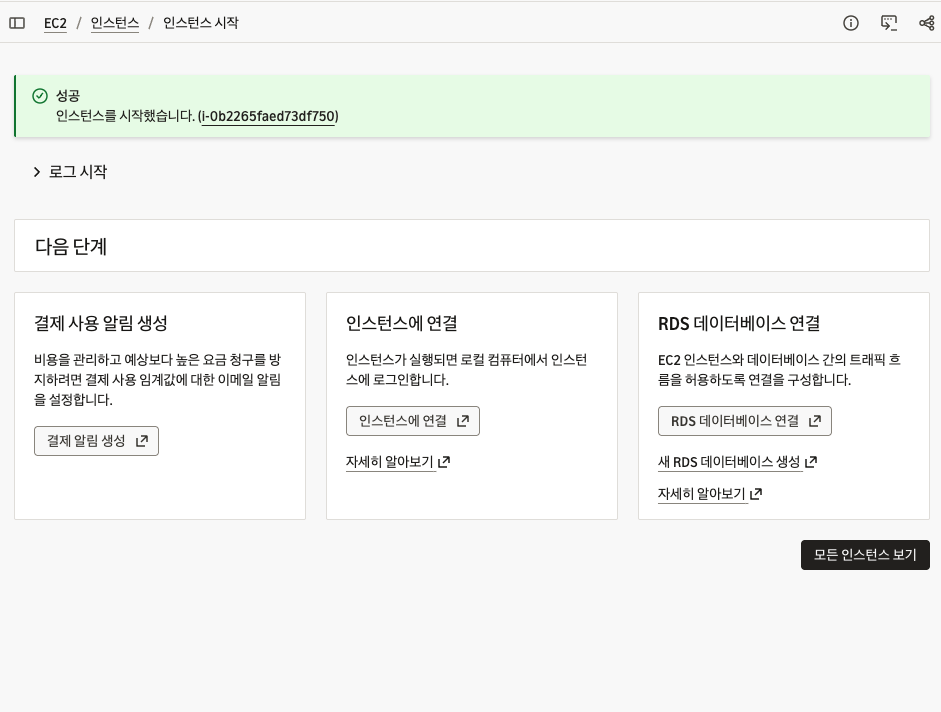 EC2 / 인스턴스 / 인스턴스 시작
성공
인스턴스를 시작했습니다. (i-0b2265faed73df750)
로그 시작
다음 단계
결제 사용 알림 생성
비용을 관리하고 예상보다 높은 요금 청구를 방
지하려면 결제 사용 임계값에 대한 이메일 알림
을 설정합니다.
결제 알림 생성
인스턴스에 연결
인스턴스가 실행되면 로컬 컴퓨터에서 인스턴
스에 로그인합니다.
인스턴스에 연결
자세히 알아보기
RDS 데이터베이스 연결
EC2 인스턴스와 데이터베이스 간의 트래픽 흐
름을 허용하도록 연결을 구성합니다.
RDS 데이터베이스 연결
새 RDS 데이터베이스 생성
자세히 알아보기
모든 인스턴스 보기